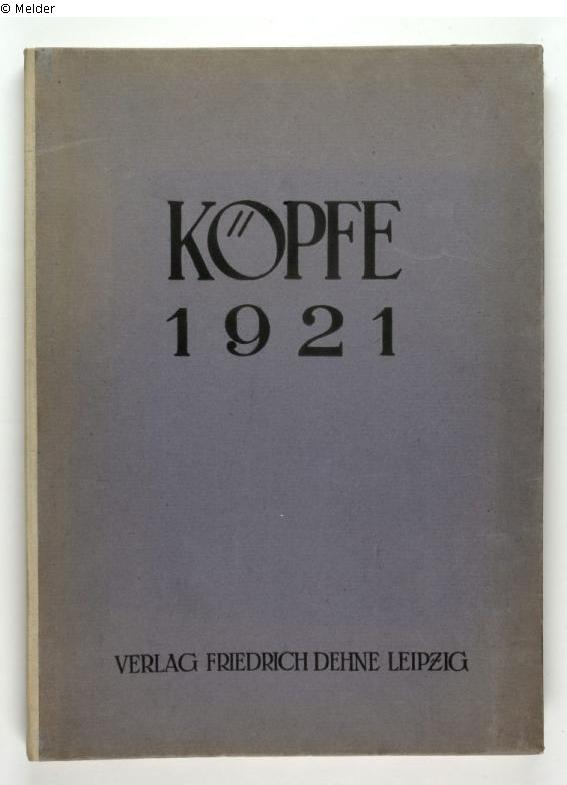 © Melder
KÖPFE
1921
VERLAG FRIEDRICH DEHNE LEIPZIG